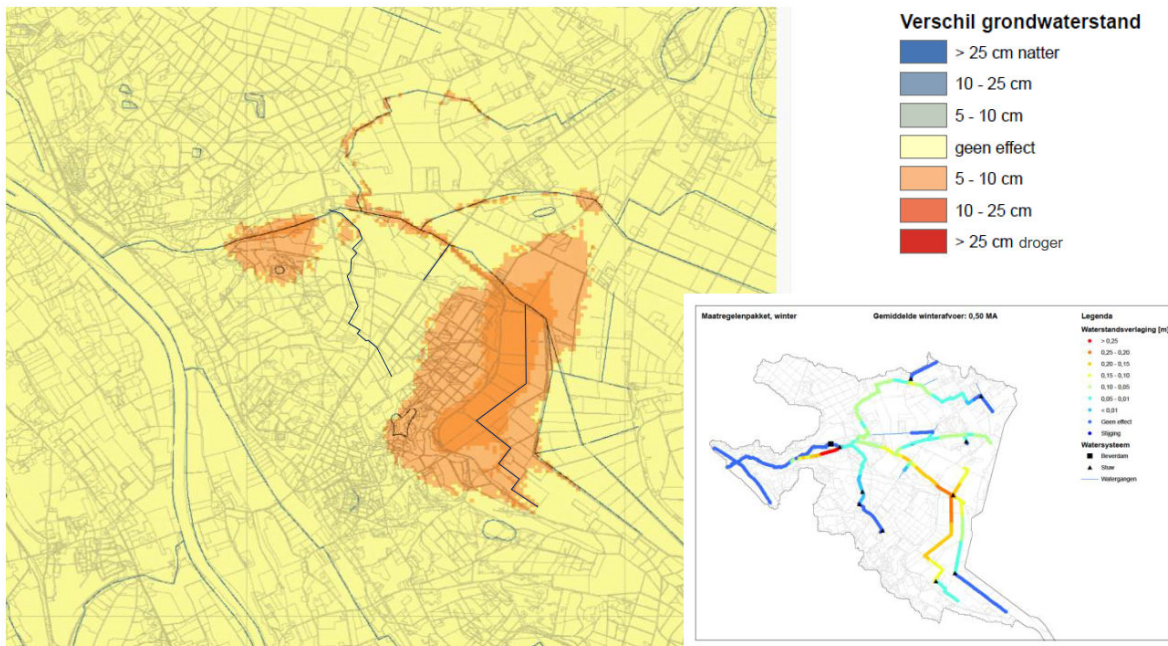 Verschil grondwaterstand
> 25 cm natter
10 - 25 cm
5 - 10 cm
geen effect
5 - 10 cm
10 - 25 cm
> 25 cm droger
Maatregelenpakket, winter
Gemiddelde winterafvoer: 0,50 MA
Legenda
Waterstandsverlaging [m]
> 0,25
0,25 - 0,20
0,20 - 0,15
0,15 - 0,10
0,10 - 0,05
0,05 - 0,01
< 0,01
Geen effect
Stijging
Watersysteem
Beverdam
Stuw
Watergangen